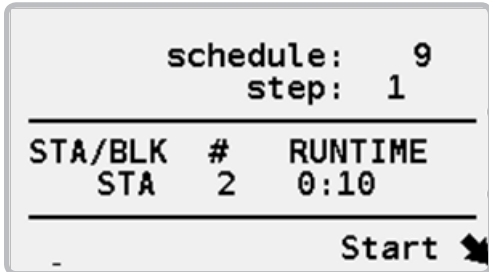 schedule: 9
step: 1
STA/BLK # RUNTIME
STA 2 0:10
Start